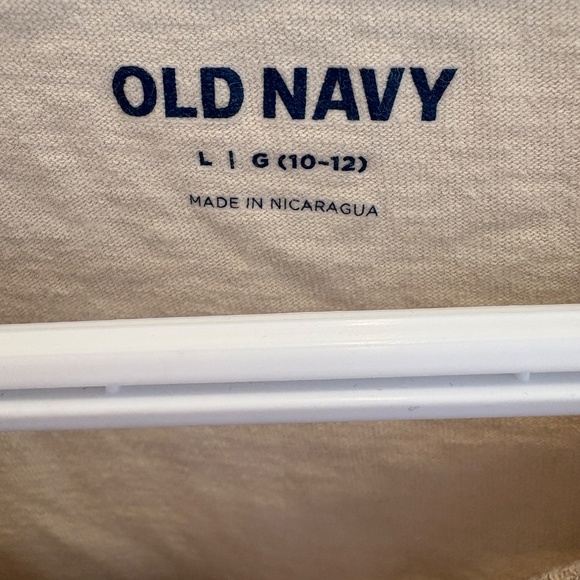 OLD NAVY
L | G (10-12)
MADE IN NICARAGUA